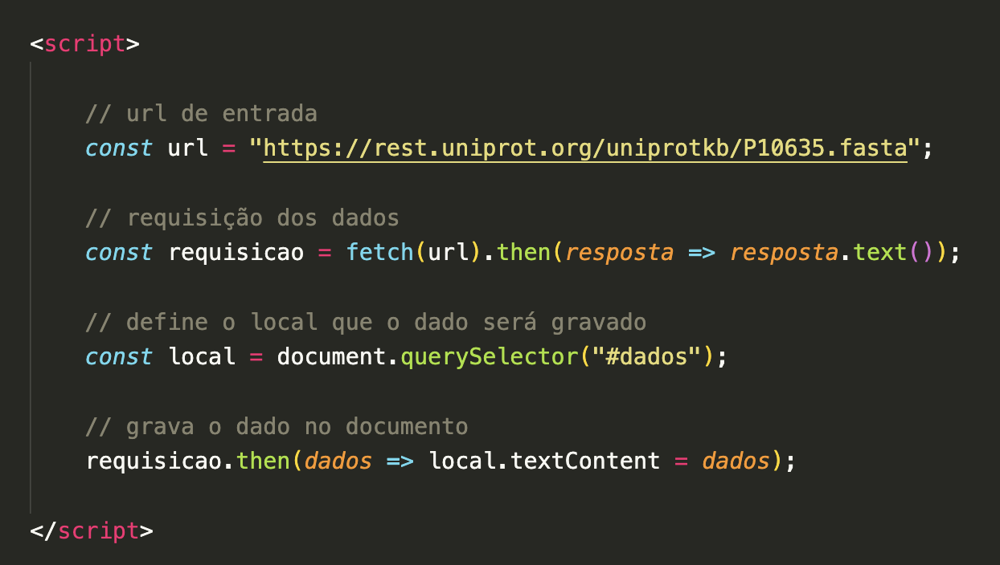 <script>
// url de entrada
const url = "https://rest.uniprot.org/uniprotkb/P10635.fasta";
// requisição dos dados
const requisicao = fetch(url).then(resposta => resposta.text());
// define o local que o dado será gravado
const local = document.querySelector("#dados");
// grava o dado no documento
requisicao.then(dados => local.textContent = dados);
</script>